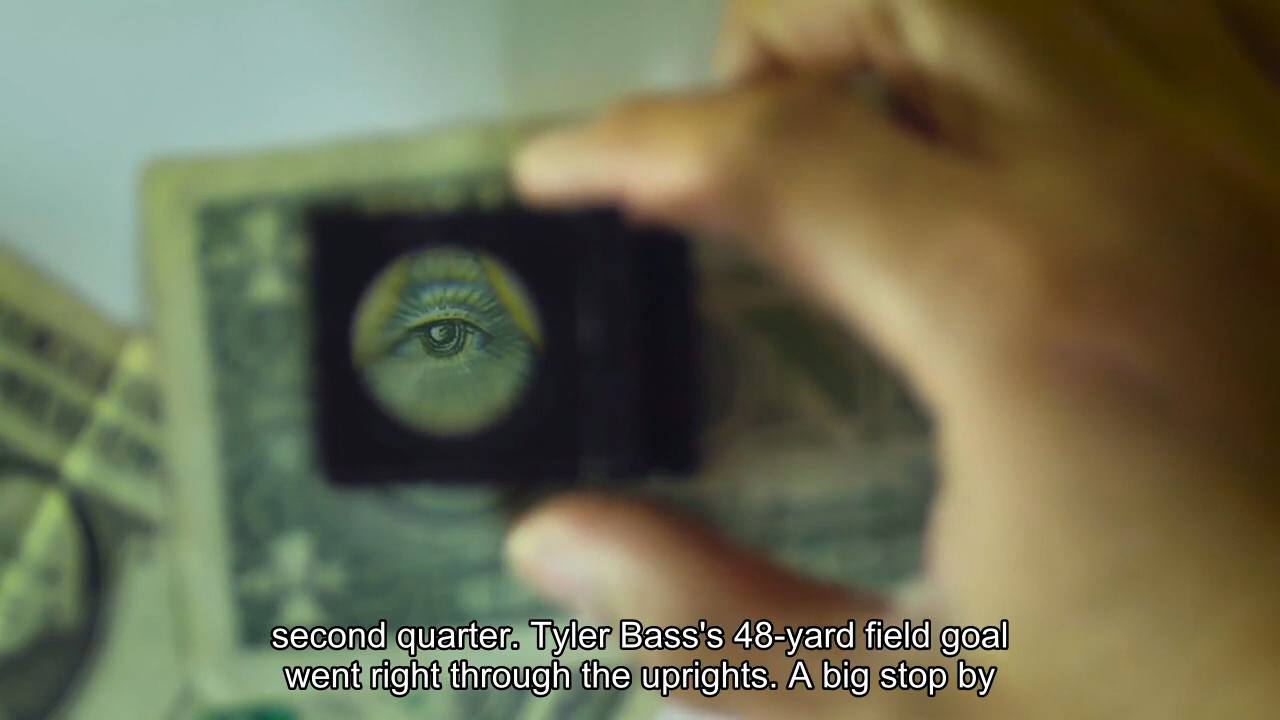 second quarter. Tyler Bass's 48-yard field goal
went right through the uprights. A big stop by